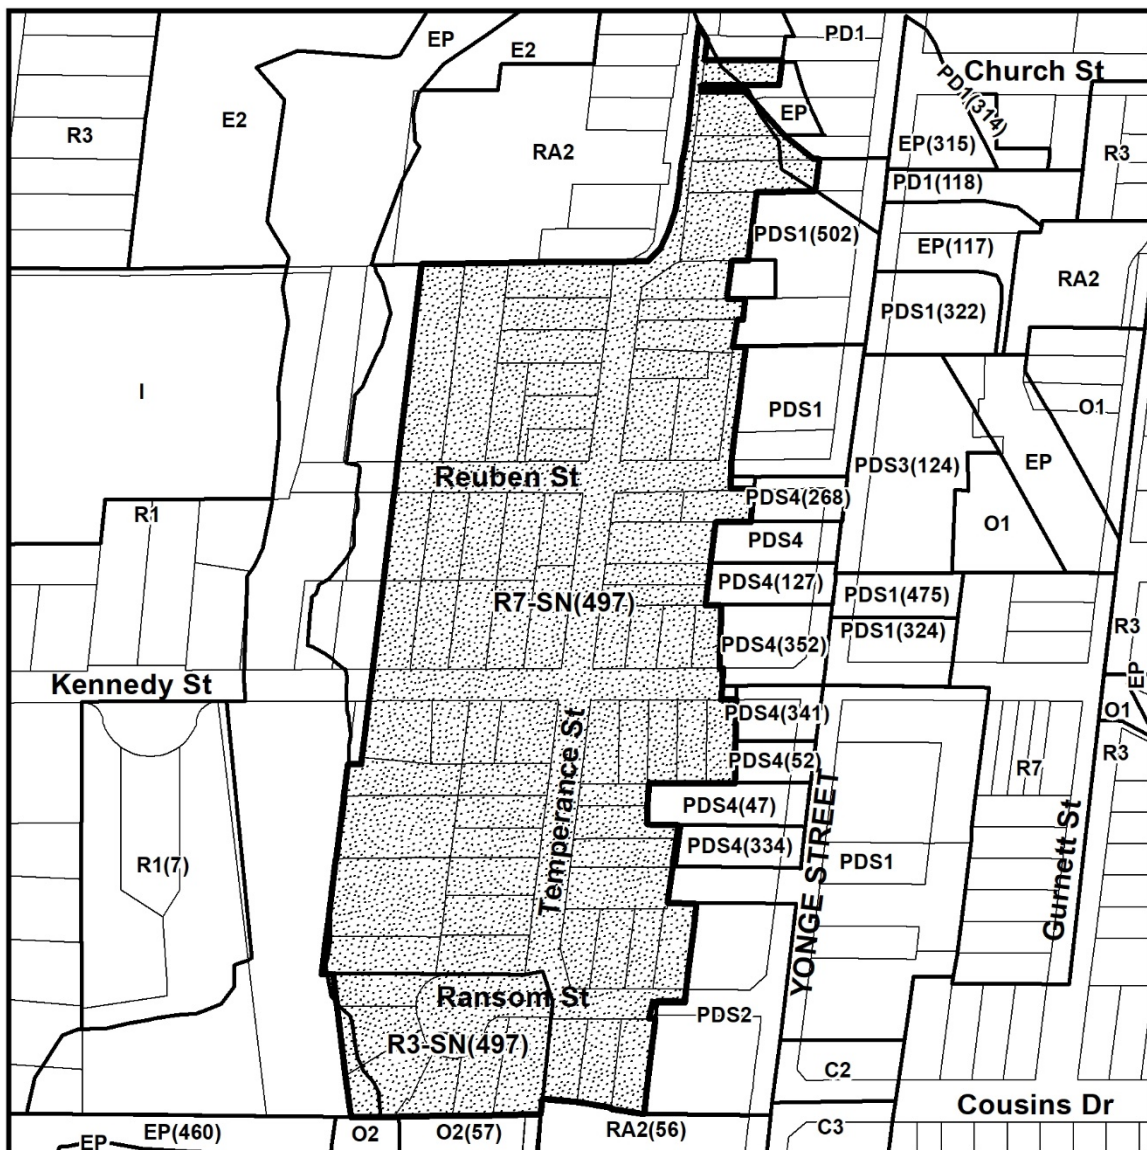 EP
E2
PD1
Church St
R3
E2
RA2
EP
PD1(314)
EP(315)
R3
PD1(118)
PDS1(502)
EP(117)
RA2
PDS1(322)
I
PDS1
O1
Reuben St
PDS3(124)
EP
R1
PDS4(268)
O1
PDS4
PDS4(127)
R7-SN(497)
PDS1(475)
PDS4(352)
PDS1(324)
R3
EP
Kennedy St
PDS4(341)
O1
Temperance St
PDS4(52)
R7
R3
PDS4(47)
YONGE STREET
PDS4(334)
R1(7)
PDS1
Gurnett St
Ransom St
PDS2
R3-SN(497)
C2
Cousins Dr
EP
EP(460)
O2
O2(57)
RA2(56)
C3